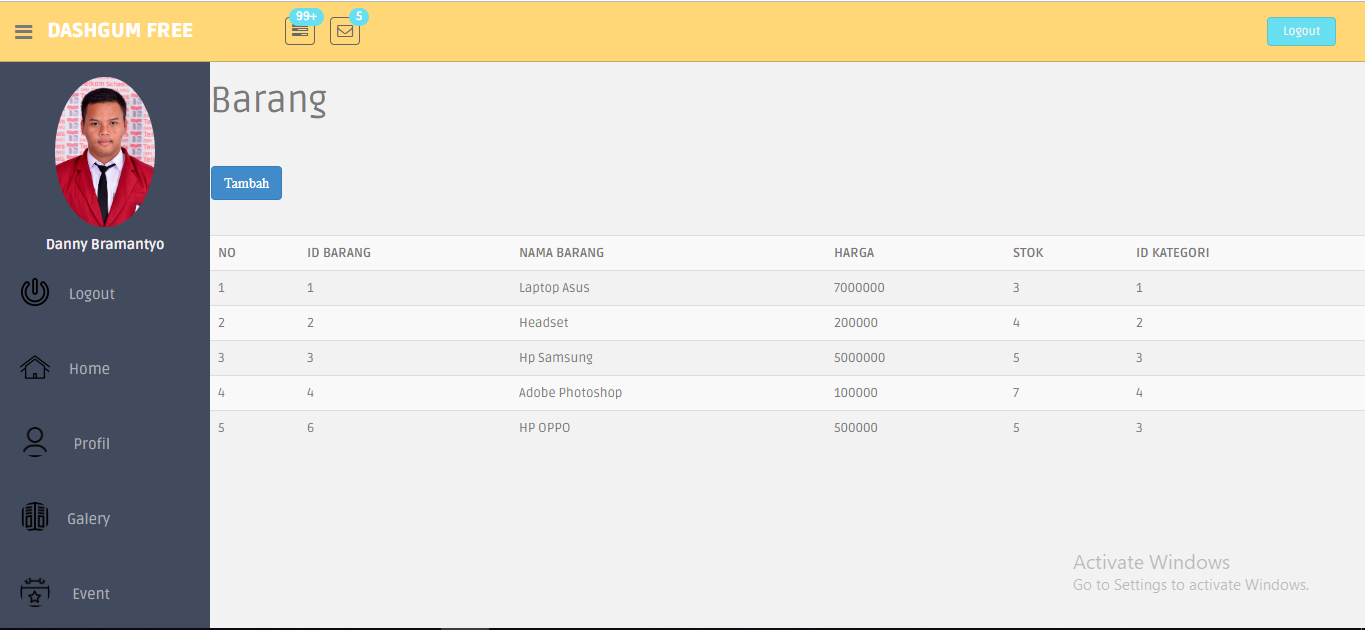 DASHGUM FREE
99+
5
Logout
Danny Bramantyo
Logout
Home
Profil
Galery
Event
Barang
Tambah
NO ID BARANG NAMA BARANG HARGA STOK ID KATEGORI
1 1 Laptop Asus 7000000 3 1
2 2 Headset 200000 4 2
3 3 Hp Samsung 5000000 5 3
4 4 Adobe Photoshop 100000 7 4
5 6 HP OPPO 500000 5 3
Activate Windows
Go to Settings to activate Windows.